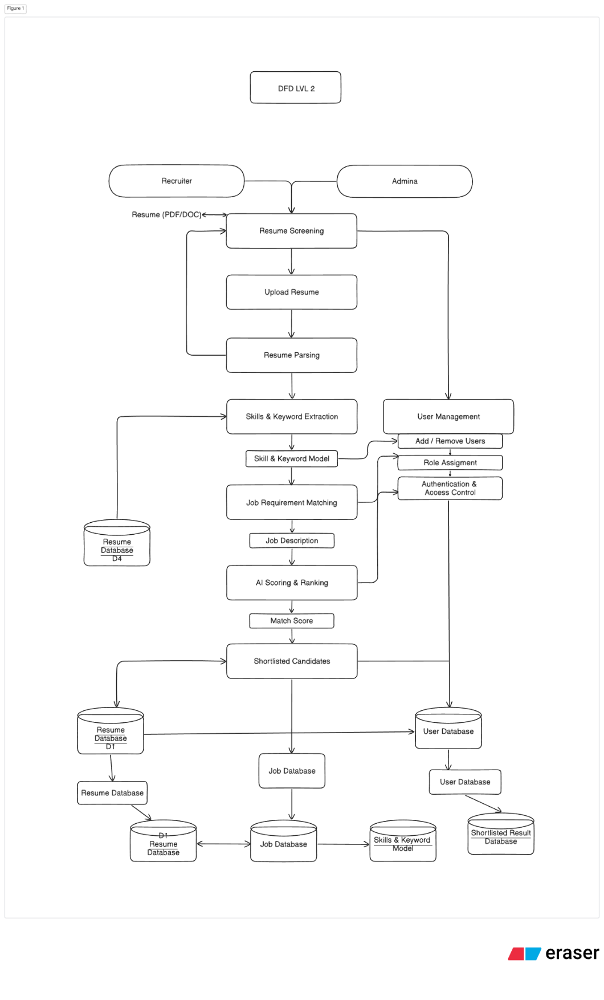 Figure 1
DFD LVL 2
Recruiter
Admina
Resume (PDF/DOC)
Resume Screening
Upload Resume
Resume Parsing
Skills & Keyword Extraction
User Management
Add / Remove Users
Skill & Keyword Model
Role Assigment
Authentication &
Access Control
Job Requirement Matching
Job Description
Resume
Database
D4
AI Scoring & Ranking
Match Score
Shortlisted Candidates
Resume
Database
D1
User Database
Job Database
User Database
Resume Database
D1
Resume
Database
Job Database
Skills & Keyword
Model
Shortlisted Result
Database
eraser